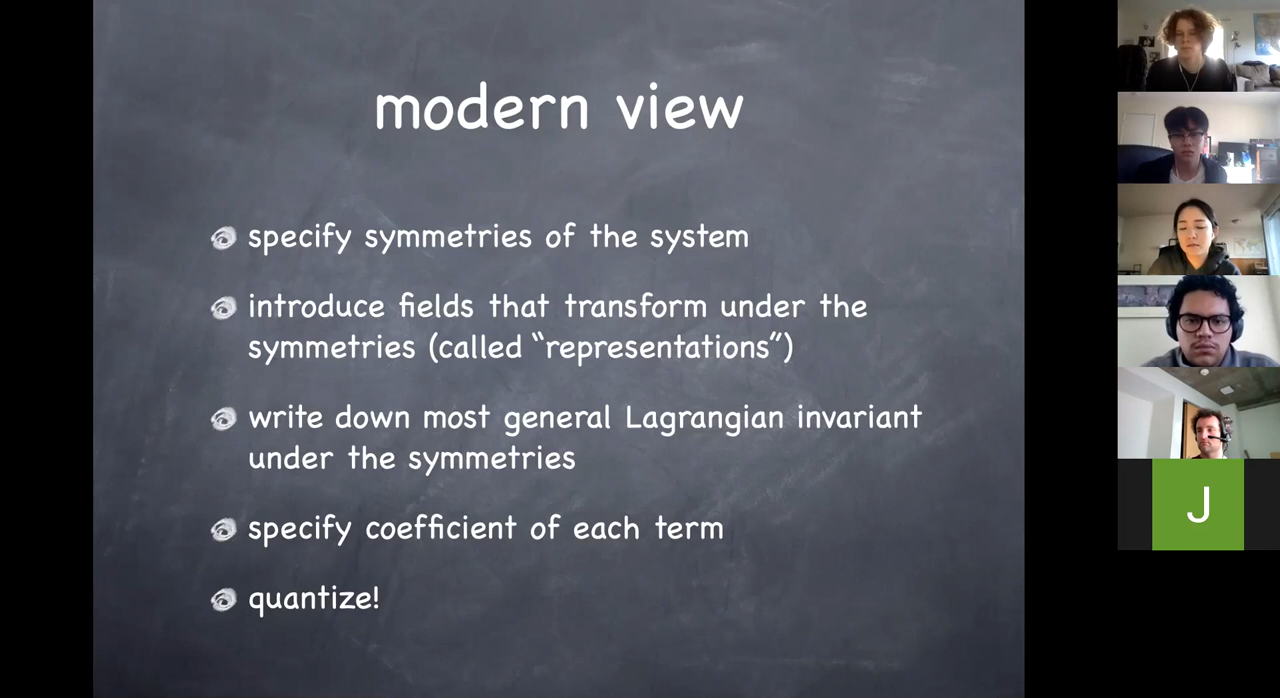 modern view
specify symmetries of the system
introduce fields that transform under the
symmetries (called “representations”)
write down most general Lagrangian invariant
under the symmetries
specify coefficient of each term
quantize!
J